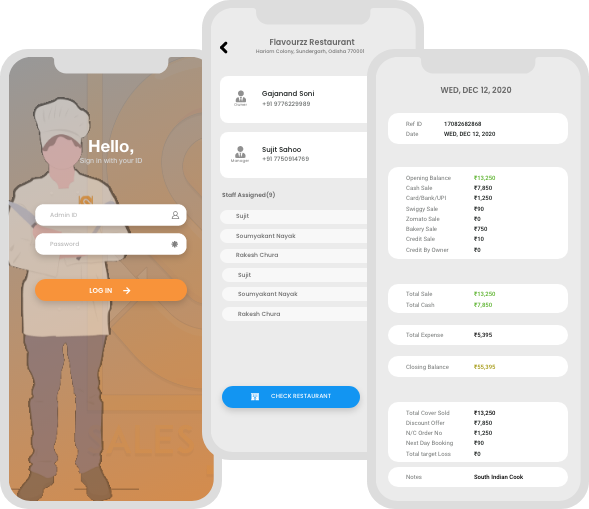 Hello,
Sign in with your ID
Admin ID
Password
LOG IN
Flavourzz Restaurant
Hariom Colony, Sundergarh, Odisha 770001
Owner
Gajanand Soni
+91 9776229989
Manager
Sujit Sahoo
+91 7750914769
Staff Assigned(9)
Sujit
Soumyakant Nayak
Rakesh Chura
Sujit
Soumyakant Nayak
Rakesh Chura
CHECK RESTAURANT
WED, DEC 12, 2020
Ref ID 17082682868
Date WED, DEC 12, 2020
Opening Balance ₹13,250
Cash Sale ₹7,850
Card/Bank/UPI ₹1,250
Swiggy Sale ₹90
Zomato Sale ₹0
Bakery Sale ₹750
Credit Sale ₹10
Credit By Owner ₹0
Total Sale ₹13,250
Total Cash ₹7,850
Total Expense ₹5,395
Closing Balance ₹55,395
Total Cover Sold ₹13,250
Discount Offer ₹7,850
N/C Order No ₹1,250
Next Day Booking ₹90
Total target Loss ₹0
Notes South Indian Cook